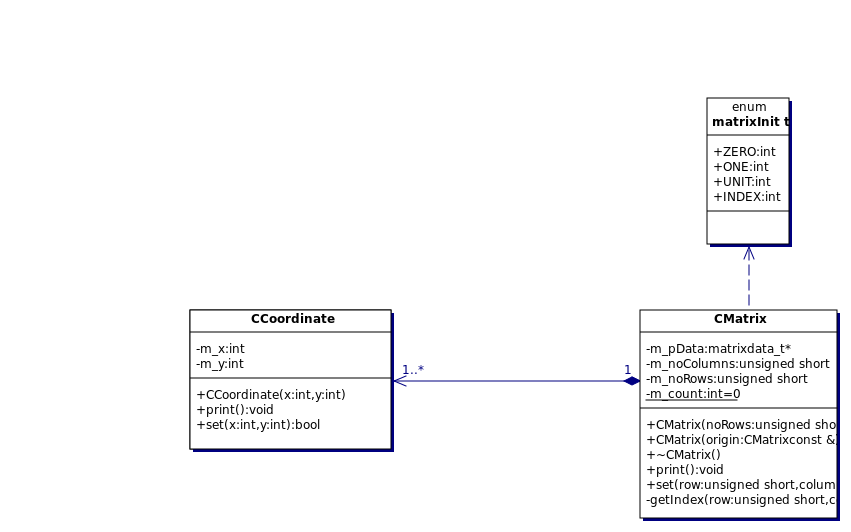 enum
matrixInit t
+ZERO:int
+ONE:int
+UNIT:int
+INDEX:int
CCoordinate
-m_x:int
-m_y:int
+CCoordinate(x:int,y:int)
+print():void
+set(x:int,y:int):bool
1..*
1
CMatrix
-m_pData:matrixdata_t*
-m_noColumns:unsigned short
-m_noRows:unsigned short
-m_count:int=0
+CMatrix(noRows:unsigned sho
+CMatrix(origin:CMatrixconst &
+~CMatrix()
+print():void
+set(row:unsigned short,colum
-getIndex(row:unsigned short,c